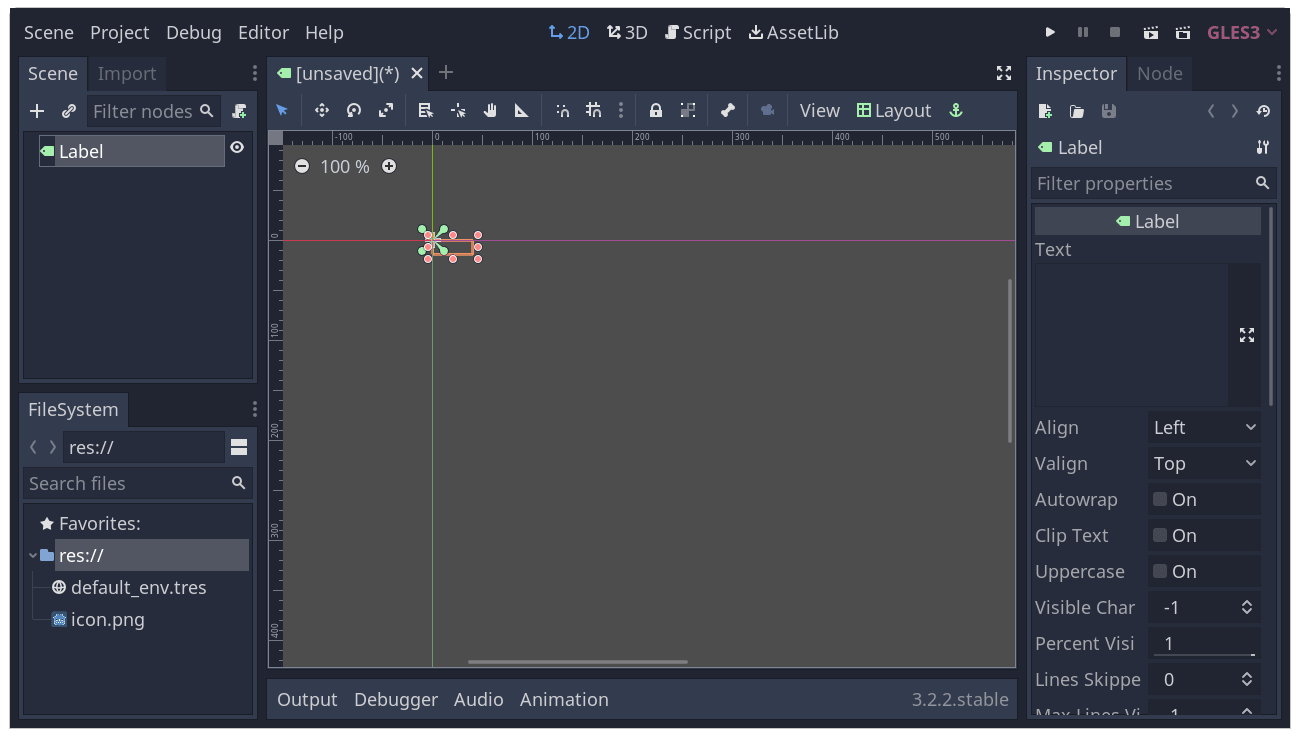 Scene Project Debug Editor Help 2D 3D Script AssetLib GLES3
Scene Import
Filter nodes
Label
FileSystem
res://
Search files
Favorites:
res://
default_env.tres
icon.png
[unsaved](*)
View Layout
-100 0 100 200 300 400 500
100 %
0
100
200
300
400
Output Debugger Audio Animation 3.2.2.stable
Inspector Node
Label
Filter properties
Label
Text
Align Left
Valign Top
Autowrap On
Clip Text On
Uppercase On
Visible Char -1
Percent Visi 1
Lines Skippe 0
Max Lines Vi -1